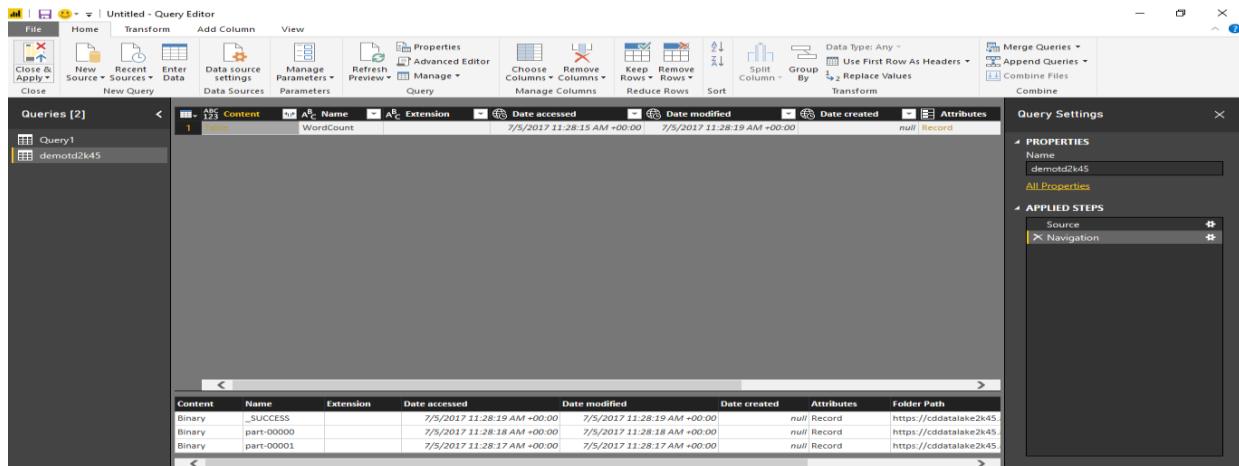 Untitled - Query Editor
File Home Transform Add Column View
Close & Apply
New Source
Recent Sources
Enter Data
Data source settings
Manage Parameters
Refresh Preview
Properties
Advanced Editor
Manage
Choose Columns
Remove Columns
Keep Rows
Remove Rows
Split Column
Group By
Data Type: Any
Use First Row As Headers
1 2 Replace Values
Merge Queries
Append Queries
Combine Files
Close New Query Data Sources Parameters Query Manage Columns Reduce Rows Sort Transform Combine
Queries [2]
Query1
demotd2k45
ABC 123 Content ABC Name ABC Extension Date accessed Date modified Date created Attributes
1 WordCount 7/5/2017 11:28:15 AM +00:00 7/5/2017 11:28:19 AM +00:00 null Record
Content Name Extension Date accessed Date modified Date created Attributes Folder Path
Binary _SUCCESS 7/5/2017 11:28:19 AM +00:00 7/5/2017 11:28:19 AM +00:00 null Record https://cddatalake2k45.
Binary part-00000 7/5/2017 11:28:18 AM +00:00 7/5/2017 11:28:18 AM +00:00 null Record https://cddatalake2k45.
Binary part-00001 7/5/2017 11:28:17 AM +00:00 7/5/2017 11:28:17 AM +00:00 null Record https://cddatalake2k45.
Query Settings
PROPERTIES
Name
demotd2k45
All Properties
APPLIED STEPS
Source
Navigation